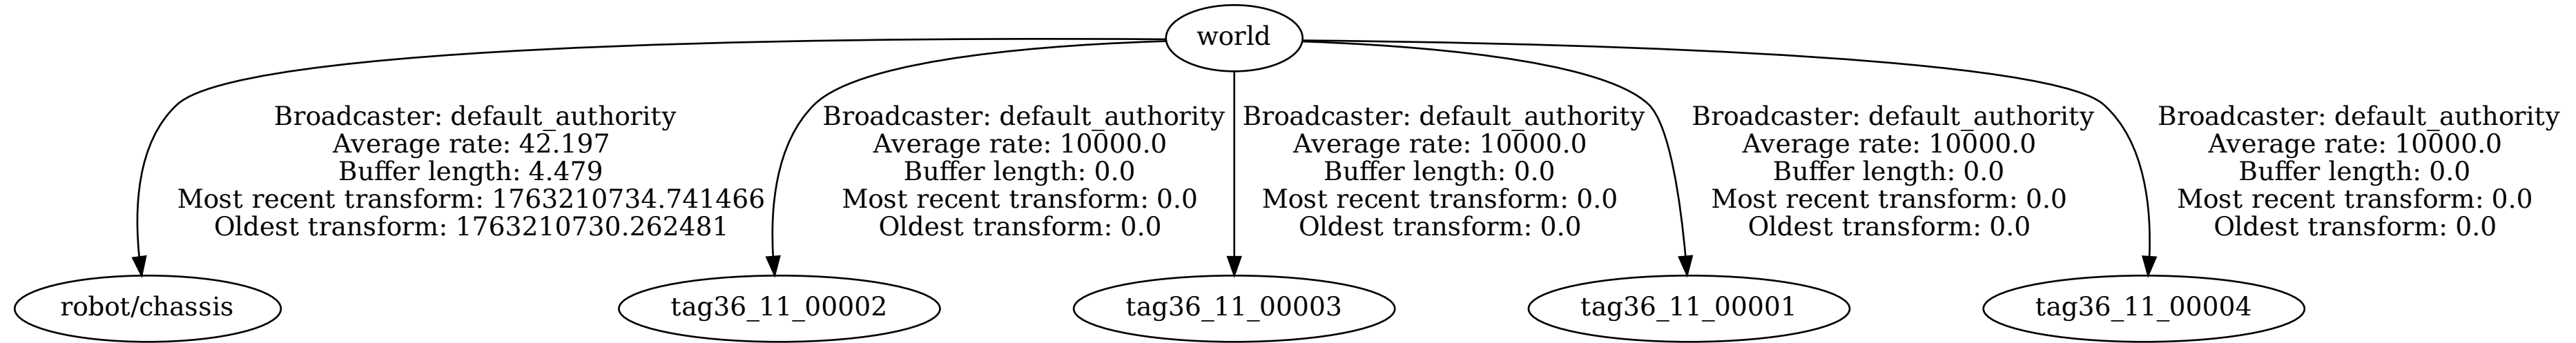 world
Broadcaster: default_authority
Average rate: 42.197
Buffer length: 4.479
Most recent transform: 1763210734.741466
Oldest transform: 1763210730.262481
Broadcaster: default_authority
Average rate: 10000.0
Buffer length: 0.0
Most recent transform: 0.0
Oldest transform: 0.0
Broadcaster: default_authority
Average rate: 10000.0
Buffer length: 0.0
Most recent transform: 0.0
Oldest transform: 0.0
Broadcaster: default_authority
Average rate: 10000.0
Buffer length: 0.0
Most recent transform: 0.0
Oldest transform: 0.0
Broadcaster: default_authority
Average rate: 10000.0
Buffer length: 0.0
Most recent transform: 0.0
Oldest transform: 0.0
robot/chassis
tag36_11_00002
tag36_11_00003
tag36_11_00001
tag36_11_00004